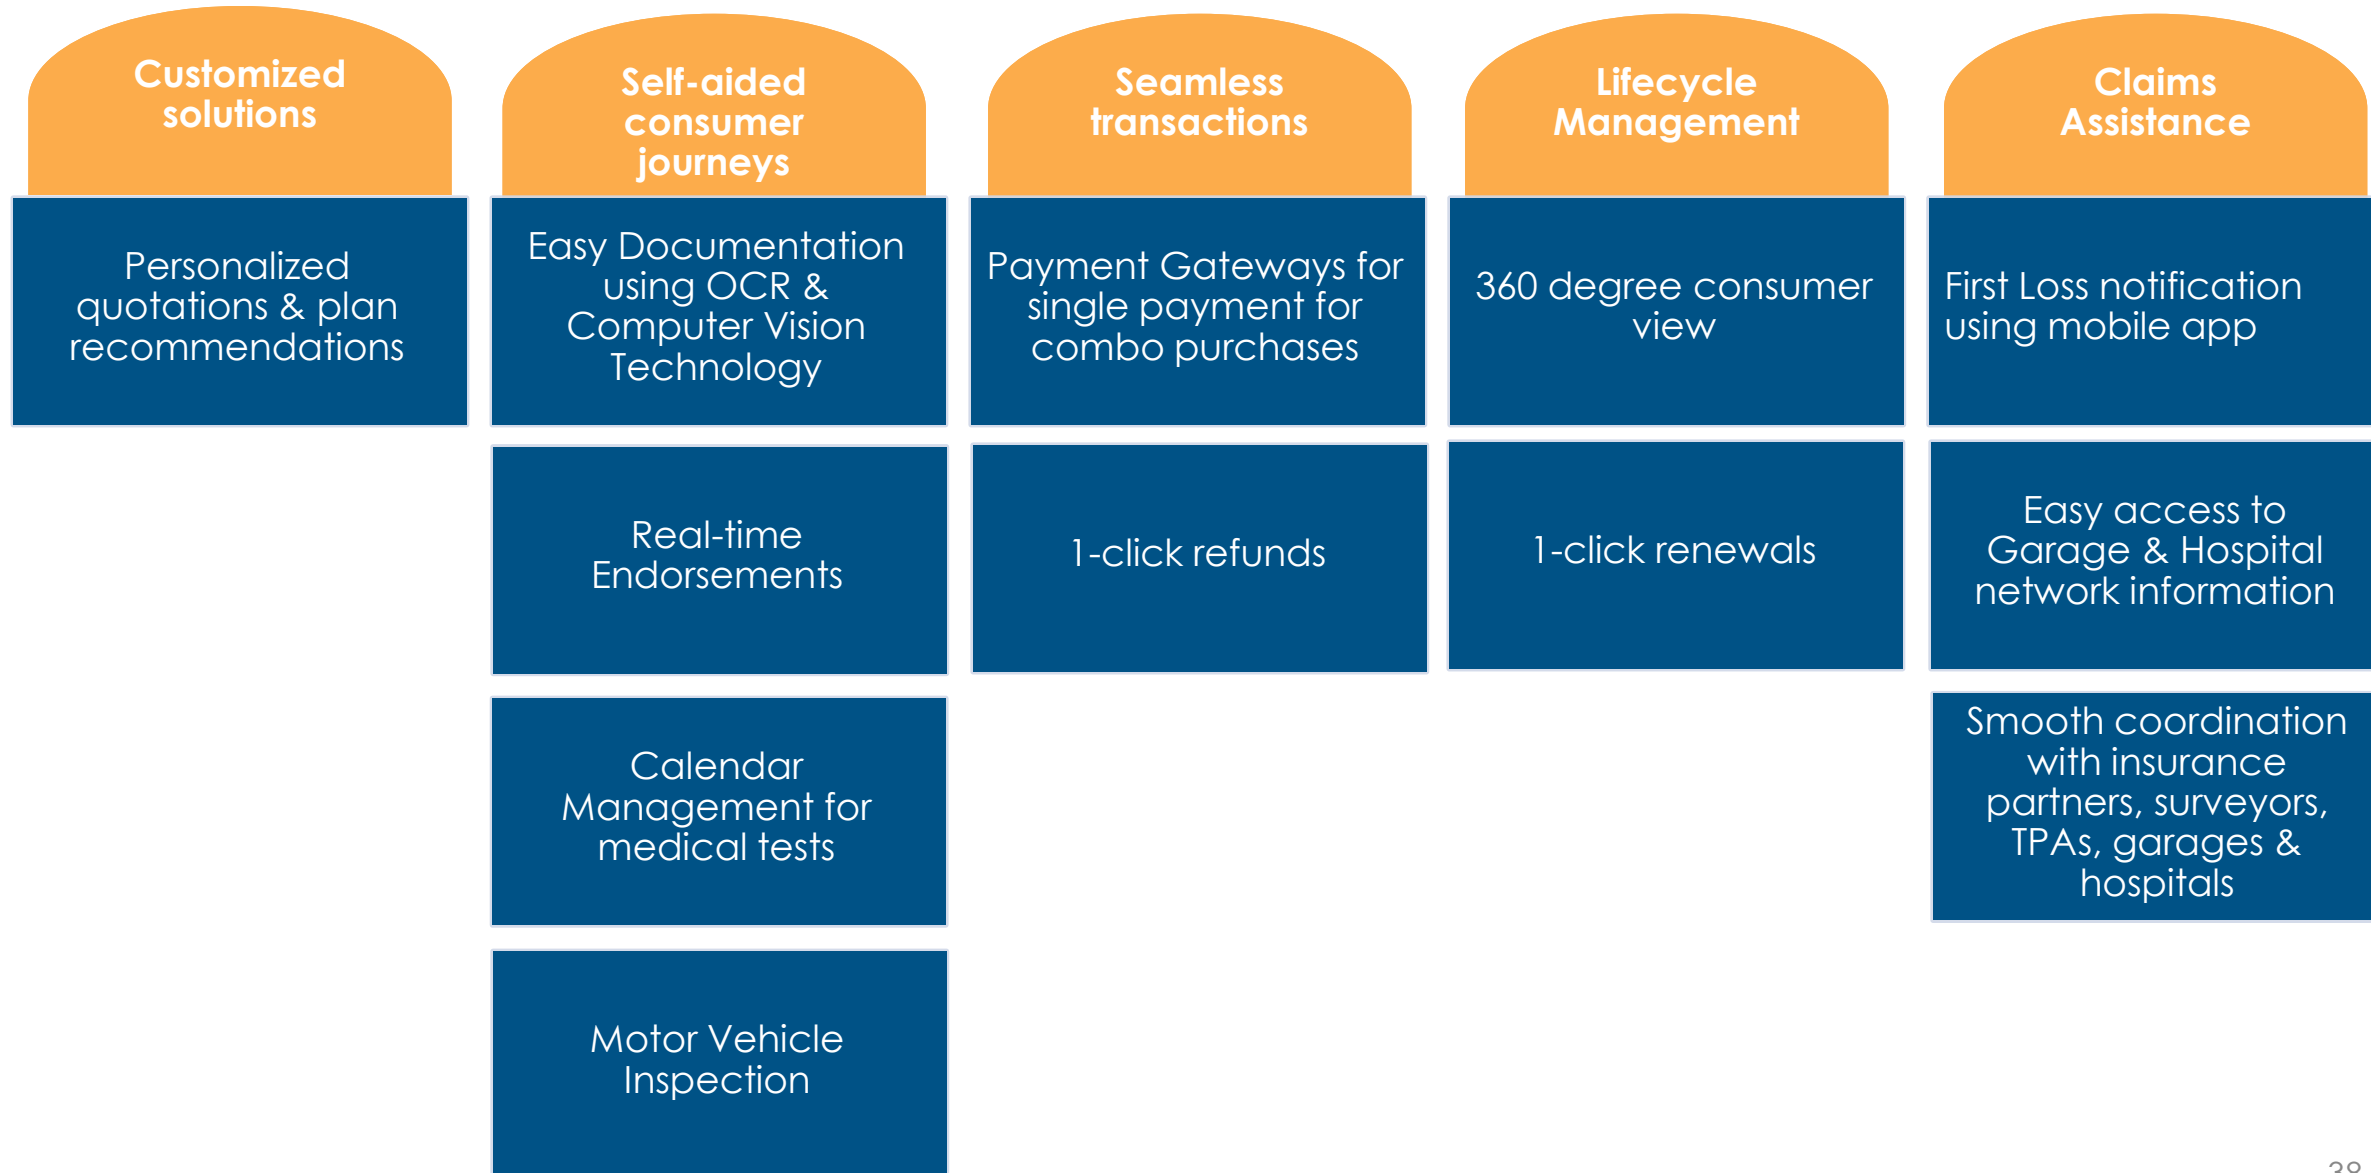 Customized
solutions
Personalized
quotations & plan
recommendations
Self-aided
consumer
journeys
Easy Documentation
using OCR &
Computer Vision
Technology
Real-time
Endorsements
Calendar
Management for
medical tests
Motor Vehicle
Inspection
Seamless
transactions
Payment Gateways for
single payment for
combo purchases
1-click refunds
Lifecycle
Management
360 degree consumer
view
1-click renewals
Claims
Assistance
First Loss notification
using mobile app
Easy access to
Garage & Hospital
network information
Smooth coordination
with insurance
partners, surveyors,
TPAs, garages &
hospitals
38